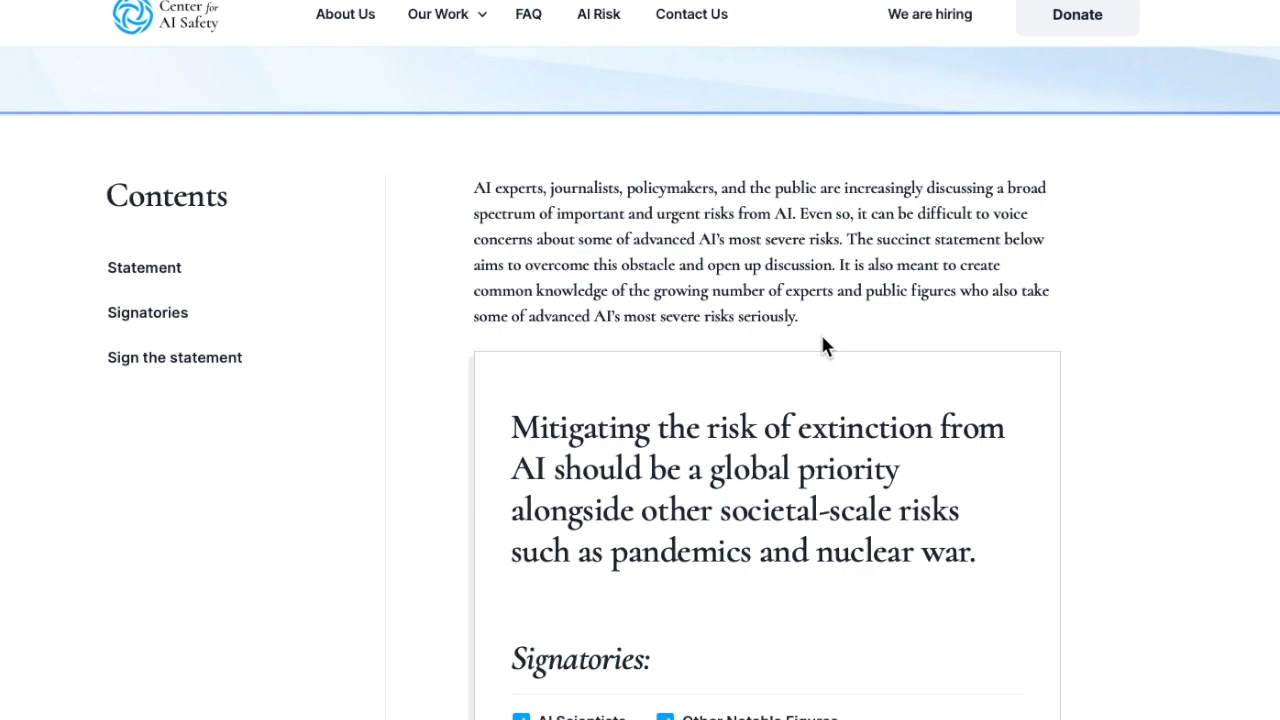 Center for
AI Safety
About Us
Our Work
FAQ
AI Risk
Contact Us
We are hiring
Donate
Contents
Statement
Signatories
Sign the statement
AI experts, journalists, policymakers, and the public are increasingly discussing a broad
spectrum of important and urgent risks from AI. Even so, it can be difficult to voice
concerns about some of advanced AI's most severe risks. The succinct statement below
aims to overcome this obstacle and open up discussion. It is also meant to create
common knowledge of the growing number of experts and public figures who also take
some of advanced AI's most severe risks seriously.
Mitigating the risk of extinction from
AI should be a global priority
alongside other societal-scale risks
such as pandemics and nuclear war.
Signatories:
AI Scientists
Other Notable Figures